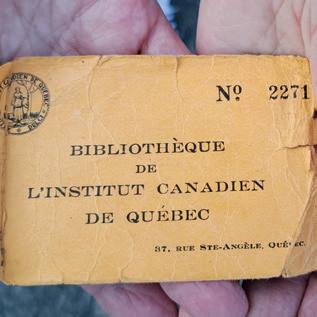 Nº 2271
BIBLIOTHÈQUE
DE
L'INSTITUT CANADIEN
DE QUÉBEC
37, RUE STE-ANGÈLE, QUÉBEC